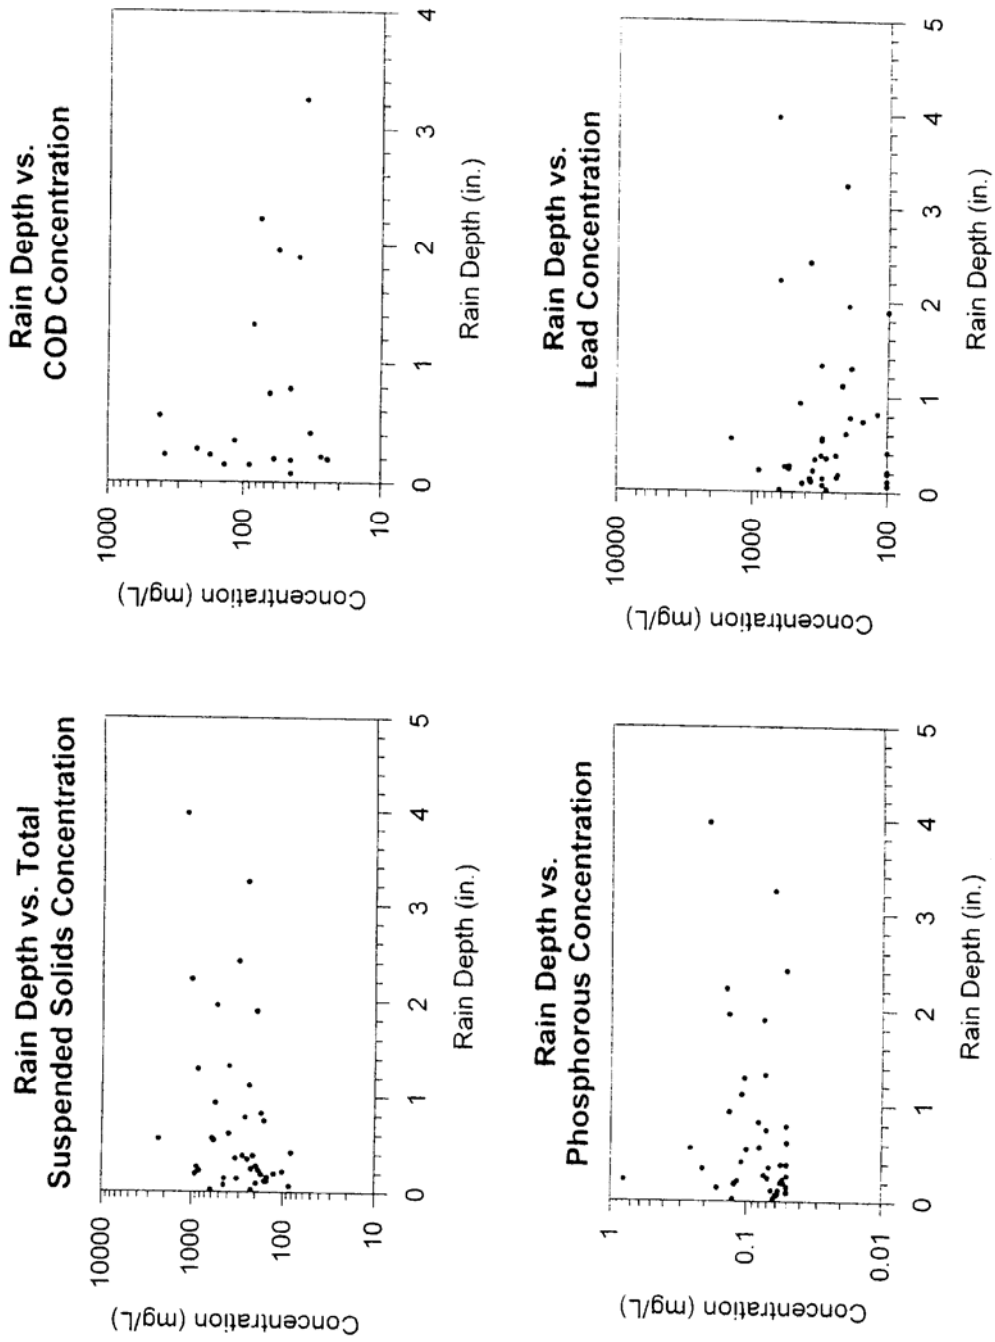 Rain Depth vs. Total
Suspended Solids Concentration
Concentration (mg/L)
10000
1000
100
10
0
1
2
3
4
5
Rain Depth (in.)
Rain Depth vs.
COD Concentration
Concentration (mg/L)
1000
100
10
0
1
2
3
4
Rain Depth (in.)
Rain Depth vs.
Phosphorous Concentration
Concentration (mg/L)
1
0.1
0.01
0
1
2
3
4
5
Rain Depth (in.)
Rain Depth vs.
Lead Concentration
Concentration (mg/L)
10000
1000
100
0
1
2
3
4
5
Rain Depth (in.)